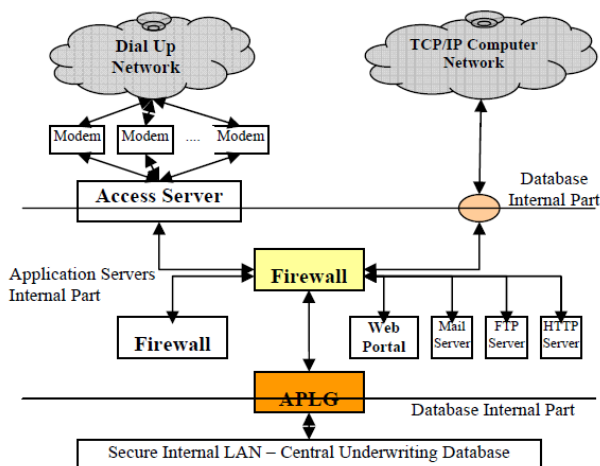 Dial Up
Network
TCP/IP Computer
Network
Modem
Modem
....
Modem
Access Server
Database
Internal Part
Application Servers
Internal Part
Firewall
Firewall
Web
Portal
Mail
Server
FTP
Server
HTTP
Server
APLG
Database Internal Part
Secure Internal LAN – Central Underwriting Database